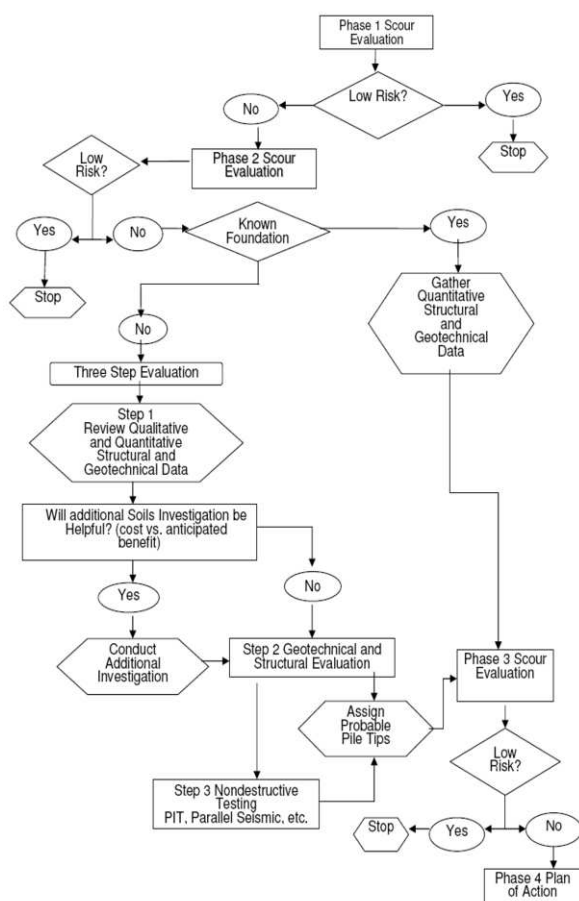 Phase 1 Scour
Evaluation
Low Risk?
No
Yes
Stop
Phase 2 Scour
Evaluation
Low
Risk?
Yes
No
Stop
Known
Foundation
Yes
Gather
Quantitative
Structural
and
Geotechnical
Data
No
Three Step Evaluation
Step 1
Review Qualitative
and Quantitative
Structural and
Geotechnical Data
Will additional Soils Investigation be
Helpful? (cost vs. anticipated
benefit)
Yes
No
Conduct
Additional
Investigation
Step 2 Geotechnical and
Structural Evaluation
Assign
Probable
Pile Tips
Step 3 Nondestructive
Testing
PIT, Parallel Seismic, etc.
Phase 3 Scour
Evaluation
Low
Risk?
Stop
Yes
No
Phase 4 Plan
of Action